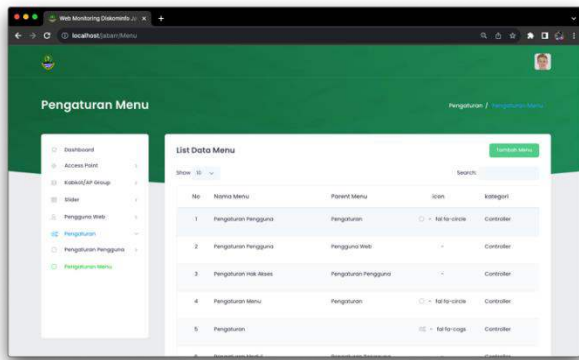 Web Monitoring Diskominfo Ja
localhost/jabarr/Menu
Pengaturan Menu
Pengaturan / Pengaturan Menu
Dashboard
Access Point
Kabkot/AP Group
Slider
Pengguna Web
Pengaturan
Pengaturan Pengguna
Pengaturan Menu
List Data Menu
Tambah Menu
Show 10
Search:
No Nama Menu Parent Menu Icon Kategori
1 Pengaturan Pengguna Pengaturan - fal fa-circle Controller
2 Pengaturan Pengguna Pengguna Web - Controller
3 Pengaturan Hak Akses Pengaturan Pengguna - Controller
4 Pengaturan Menu Pengaturan - fal fa-circle Controller
5 Pengaturan - fal fa-cogs Controller